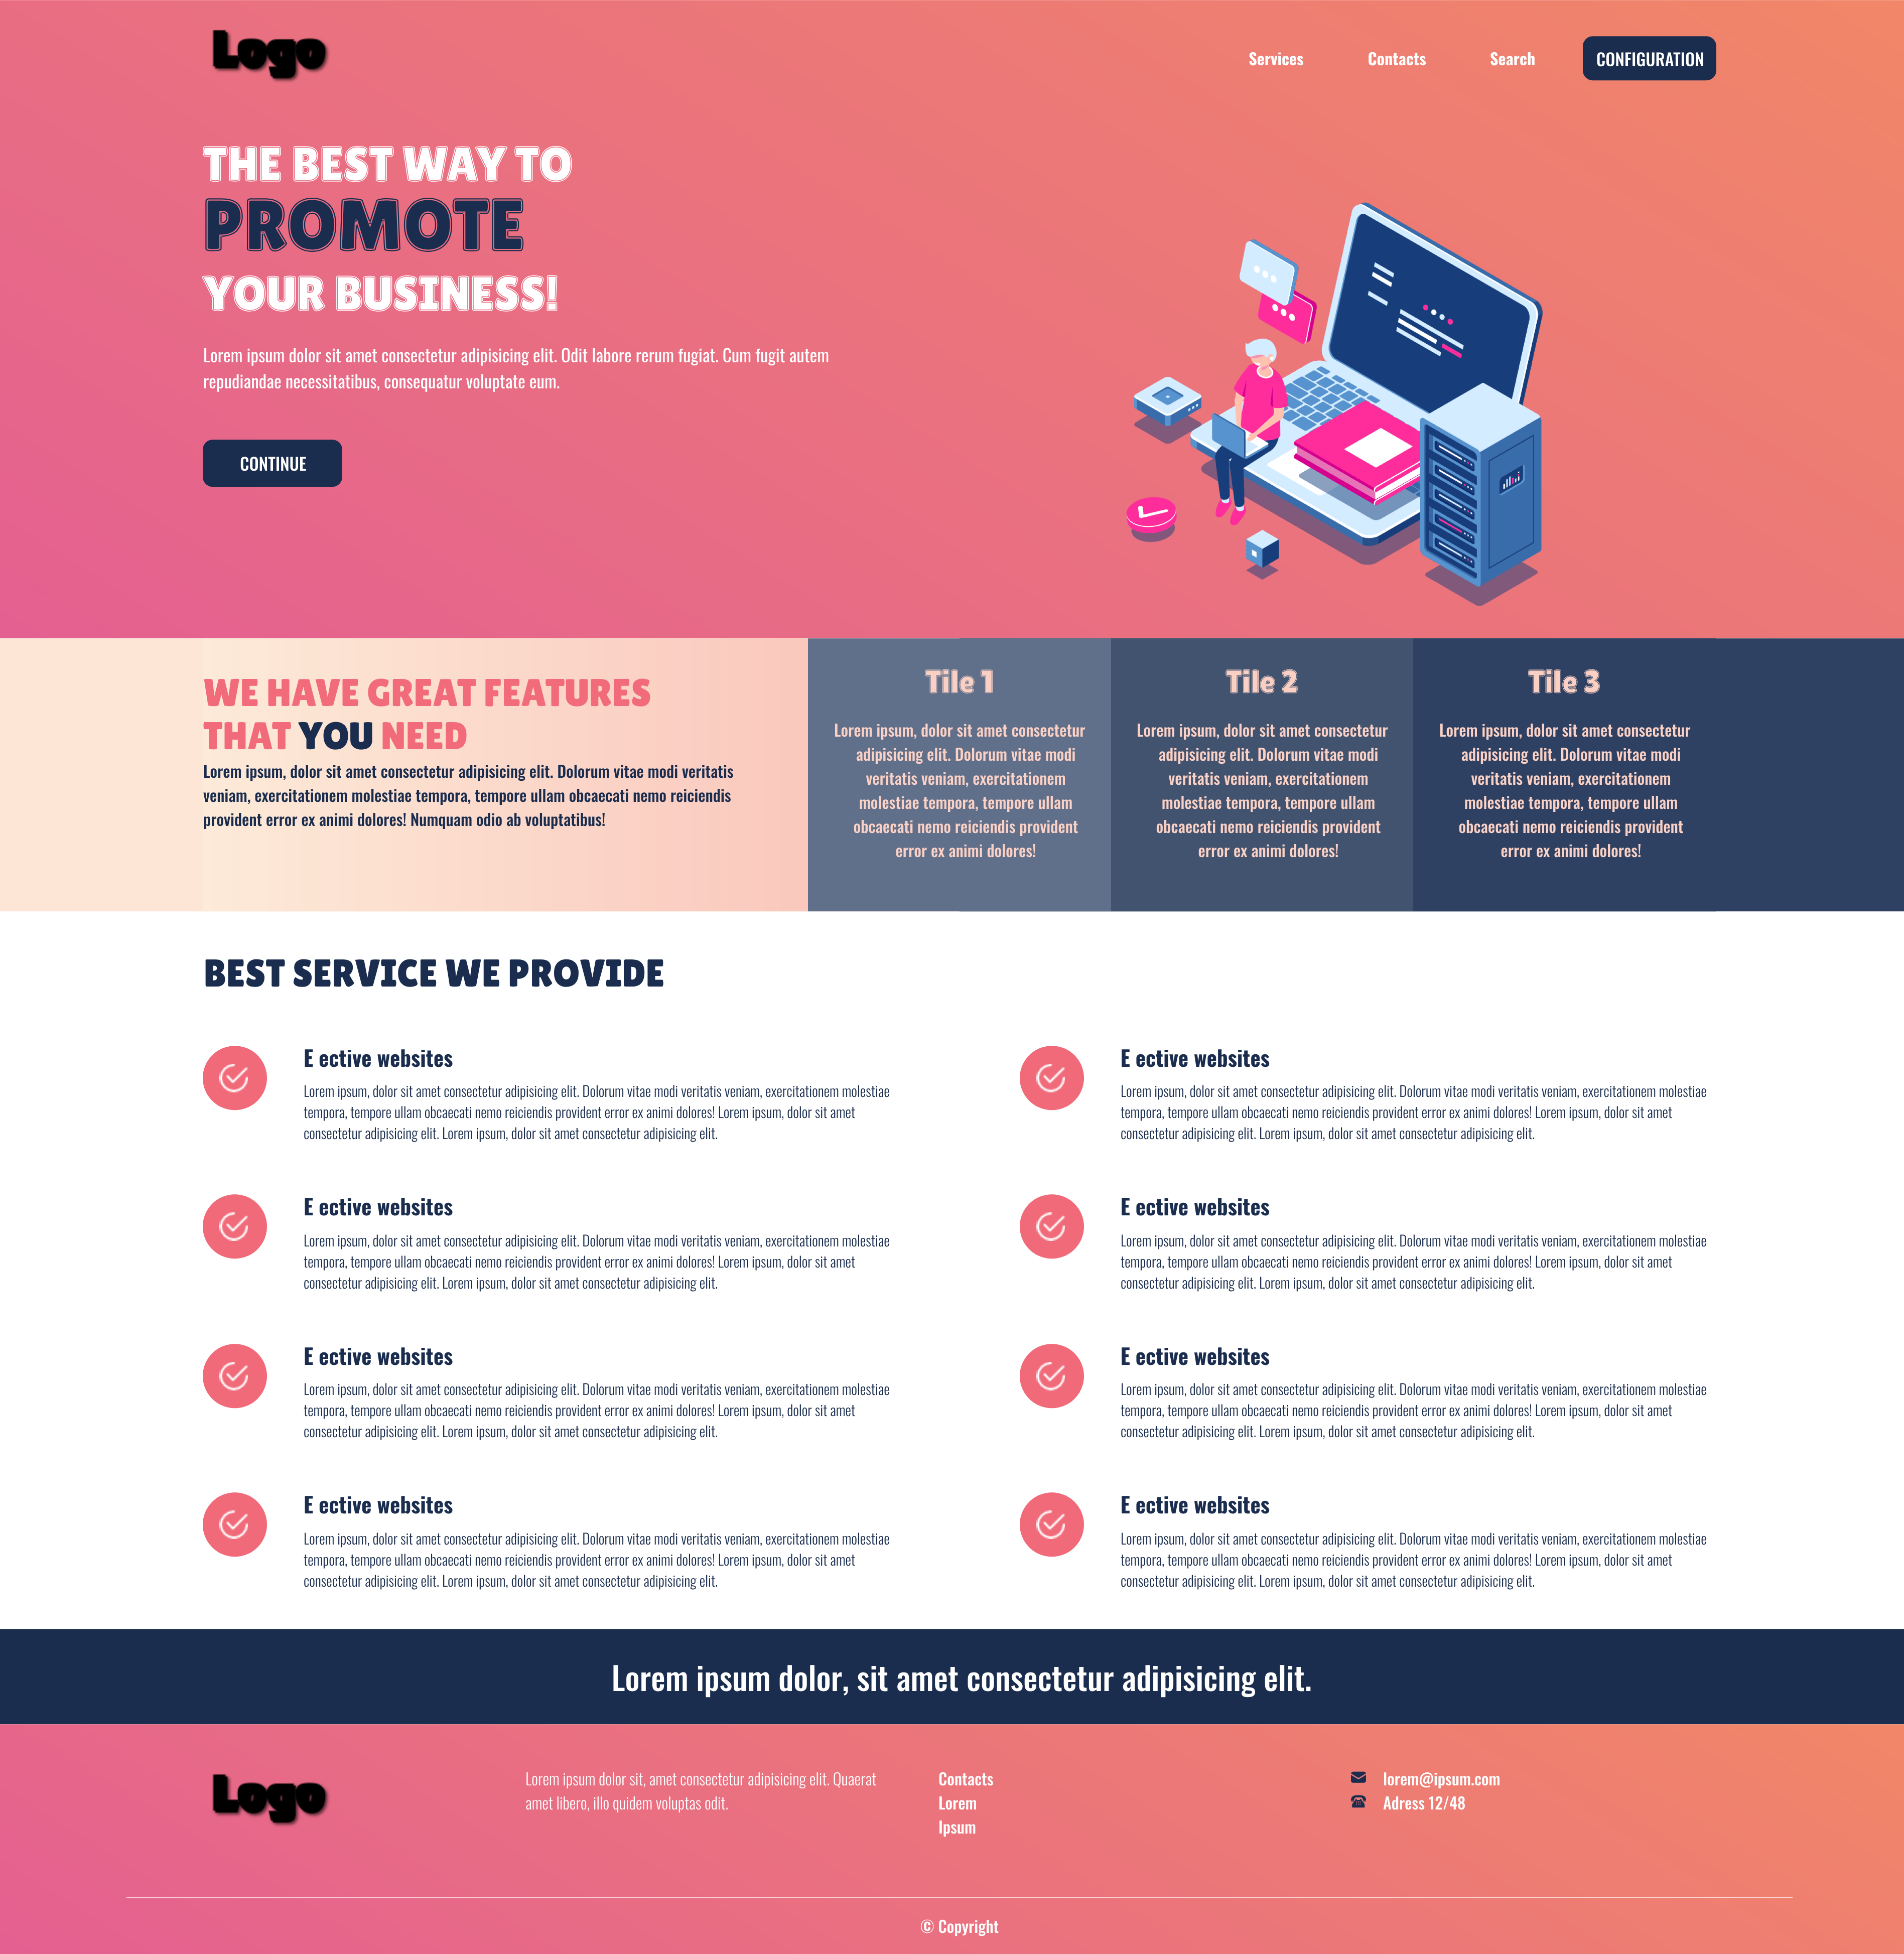 Logo
Services
Contacts
Search
CONFIGURATION
THE BEST WAY TO
PROMOTE
YOUR BUSINESS!
Lorem ipsum dolor sit amet consectetur adipisicing elit. Odit labore rerum fugiat. Cum fugit autem
repudiandae necessitatibus, consequatur voluptate eum.
CONTINUE
WE HAVE GREAT FEATURES
THAT YOU NEED
Lorem ipsum, dolor sit amet consectetur adipisicing elit. Dolorum vitae modi veritatis
veniam, exercitationem molestiae tempora, tempore ullam obcaecati nemo reiciendis
provident error ex animi dolores! Numquam odio ab voluptatibus!
Tile 1
Lorem ipsum, dolor sit amet consectetur
adipisicing elit. Dolorum vitae modi
veritatis veniam, exercitationem
molestiae tempora, tempore ullam
obcaecati nemo reiciendis provident
error ex animi dolores!
Tile 2
Lorem ipsum, dolor sit amet consectetur
adipisicing elit. Dolorum vitae modi
veritatis veniam, exercitationem
molestiae tempora, tempore ullam
obcaecati nemo reiciendis provident
error ex animi dolores!
Tile 3
Lorem ipsum, dolor sit amet consectetur
adipisicing elit. Dolorum vitae modi
veritatis veniam, exercitationem
molestiae tempora, tempore ullam
obcaecati nemo reiciendis provident
error ex animi dolores!
BEST SERVICE WE PROVIDE
E ective websites
Lorem ipsum, dolor sit amet consectetur adipisicing elit. Dolorum vitae modi veritatis veniam, exercitationem molestiae
tempora, tempore ullam obcaecati nemo reiciendis provident error ex animi dolores! Lorem ipsum, dolor sit amet
consectetur adipisicing elit. Lorem ipsum, dolor sit amet consectetur adipisicing elit.
E ective websites
Lorem ipsum, dolor sit amet consectetur adipisicing elit. Dolorum vitae modi veritatis veniam, exercitationem molestiae
tempora, tempore ullam obcaecati nemo reiciendis provident error ex animi dolores! Lorem ipsum, dolor sit amet
consectetur adipisicing elit. Lorem ipsum, dolor sit amet consectetur adipisicing elit.
E ective websites
Lorem ipsum, dolor sit amet consectetur adipisicing elit. Dolorum vitae modi veritatis veniam, exercitationem molestiae
tempora, tempore ullam obcaecati nemo reiciendis provident error ex animi dolores! Lorem ipsum, dolor sit amet
consectetur adipisicing elit. Lorem ipsum, dolor sit amet consectetur adipisicing elit.
E ective websites
Lorem ipsum, dolor sit amet consectetur adipisicing elit. Dolorum vitae modi veritatis veniam, exercitationem molestiae
tempora, tempore ullam obcaecati nemo reiciendis provident error ex animi dolores! Lorem ipsum, dolor sit amet
consectetur adipisicing elit. Lorem ipsum, dolor sit amet consectetur adipisicing elit.
E ective websites
Lorem ipsum, dolor sit amet consectetur adipisicing elit. Dolorum vitae modi veritatis veniam, exercitationem molestiae
tempora, tempore ullam obcaecati nemo reiciendis provident error ex animi dolores! Lorem ipsum, dolor sit amet
consectetur adipisicing elit. Lorem ipsum, dolor sit amet consectetur adipisicing elit.
E ective websites
Lorem ipsum, dolor sit amet consectetur adipisicing elit. Dolorum vitae modi veritatis veniam, exercitationem molestiae
tempora, tempore ullam obcaecati nemo reiciendis provident error ex animi dolores! Lorem ipsum, dolor sit amet
consectetur adipisicing elit. Lorem ipsum, dolor sit amet consectetur adipisicing elit.
E ective websites
Lorem ipsum, dolor sit amet consectetur adipisicing elit. Dolorum vitae modi veritatis veniam, exercitationem molestiae
tempora, tempore ullam obcaecati nemo reiciendis provident error ex animi dolores! Lorem ipsum, dolor sit amet
consectetur adipisicing elit. Lorem ipsum, dolor sit amet consectetur adipisicing elit.
E ective websites
Lorem ipsum, dolor sit amet consectetur adipisicing elit. Dolorum vitae modi veritatis veniam, exercitationem molestiae
tempora, tempore ullam obcaecati nemo reiciendis provident error ex animi dolores! Lorem ipsum, dolor sit amet
consectetur adipisicing elit. Lorem ipsum, dolor sit amet consectetur adipisicing elit.
Lorem ipsum dolor, sit amet consectetur adipisicing elit.
Logo
Lorem ipsum dolor sit, amet consectetur adipisicing elit. Quaerat
amet libero, illo quidem voluptas odit.
Contacts
Lorem
Ipsum
lorem@ipsum.com
Adress 12/48
© Copyright